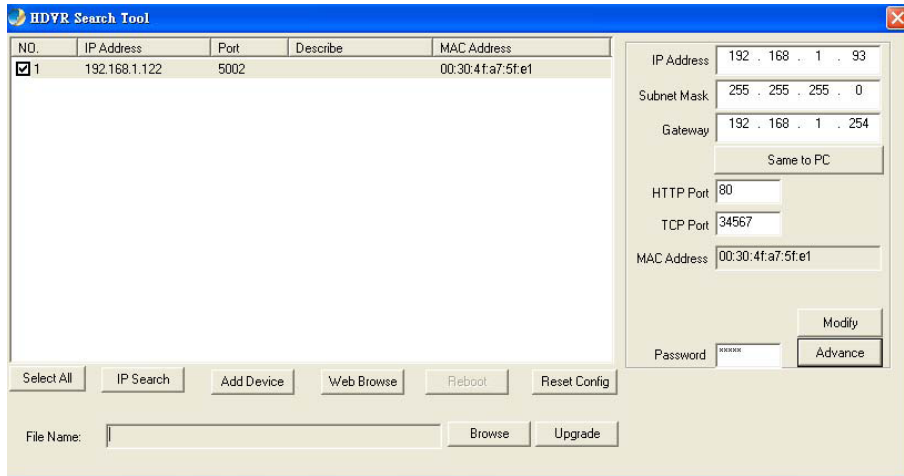 HDVR Search Tool
NO. IP Address Port Describe MAC Address
1 192.168.1.122 5002 00:30:4f:a7:5f:e1
IP Address 192 . 168 . 1 . 93
Subnet Mask 255 . 255 . 255 . 0
Gateway 192 . 168 . 1 . 254
Same to PC
HTTP Port 80
TCP Port 34567
MAC Address 00:30:4f:a7:5f:e1
Modify
Password ***** Advance
Select All IP Search Add Device Web Browse Reboot Reset Config
File Name: Browse Upgrade